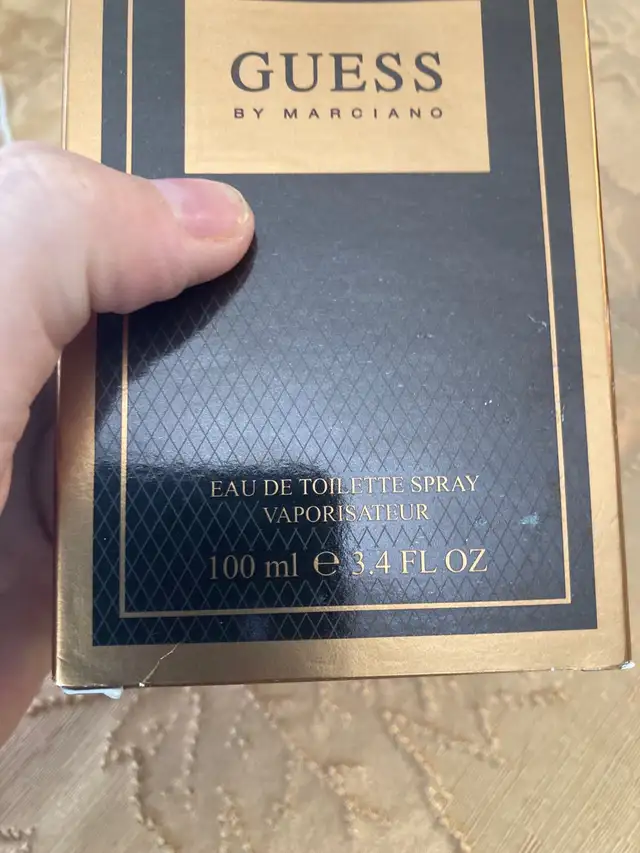 GUESS
BY MARCIANO
EAU DE TOILETTE SPRAY
VAPORISATEUR
100 ml ℮ 3.4 FL OZ